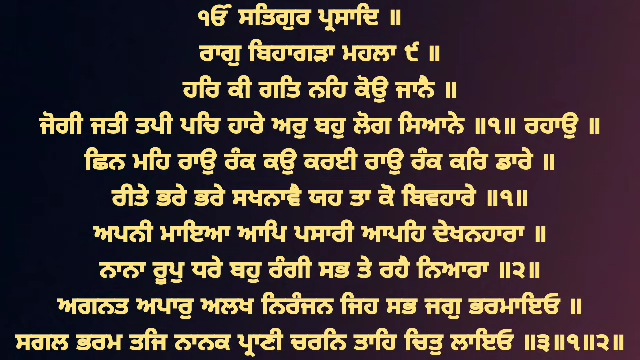 ੴ ਸਤਿਗੁਰ ਪ੍ਰਸਾਦਿ ॥
ਰਾਗੁ ਬਿਹਾਗੜਾ ਮਹਲਾ ੯ ॥
ਹਰਿ ਕੀ ਗਤਿ ਨਹਿ ਕੋਊ ਜਾਨੈ ॥
ਜੋਗੀ ਜਤੀ ਤਪੀ ਪਚਿ ਹਾਰੇ ਅਰੁ ਬਹੁ ਲੋਗ ਸਿਆਨੇ ॥੧॥ ਰਹਾਉ ॥
ਛਿਨ ਮਹਿ ਰਾਉ ਰੰਕ ਕਉ ਕਰਈ ਰਾਉ ਰੰਕ ਕਰਿ ਡਾਰੇ ॥
ਰੀਤੇ ਭਰੇ ਭਰੇ ਸਖਨਾਵੈ ਯਹ ਤਾ ਕੋ ਬਿਵਹਾਰੇ ॥੧॥
ਅਪਨੀ ਮਾਇਆ ਆਪਿ ਪਸਾਰੀ ਆਪਹਿ ਦੇਖਨਹਾਰਾ ॥
ਨਾਨਾ ਰੂਪੁ ਧਰੇ ਬਹੁ ਰੰਗੀ ਸਭ ਤੇ ਰਹੈ ਨਿਆਰਾ ॥੨॥
ਅਗਨਤ ਅਪਾਰੁ ਅਲਖ ਨਿਰੰਜਨ ਜਿਹ ਸਭ ਜਗੁ ਭਰਮਾਇਓ ॥
ਸਗਲ ਭਰਮ ਤਜਿ ਨਾਨਕ ਪ੍ਰਾਣੀ ਚਰਨਿ ਤਾਹਿ ਚਿਤੁ ਲਾਇਓ ॥੩॥੧॥੨॥